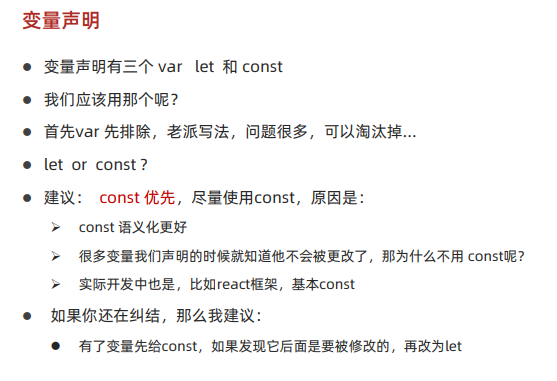 变量声明
变量声明有三个 var let 和 const
我们应该用那个呢？
首先var 先排除，老派写法，问题很多，可以淘汰掉…
let or const ?
建议： const 优先，尽量使用const，原因是：
const 语义化更好
很多变量我们声明的时候就知道他不会被更改了，那为什么不用 const呢？
实际开发中也是，比如react框架，基本const
如果你还在纠结，那么我建议：
有了变量先给const，如果发现它后面是要被修改的，再改为let